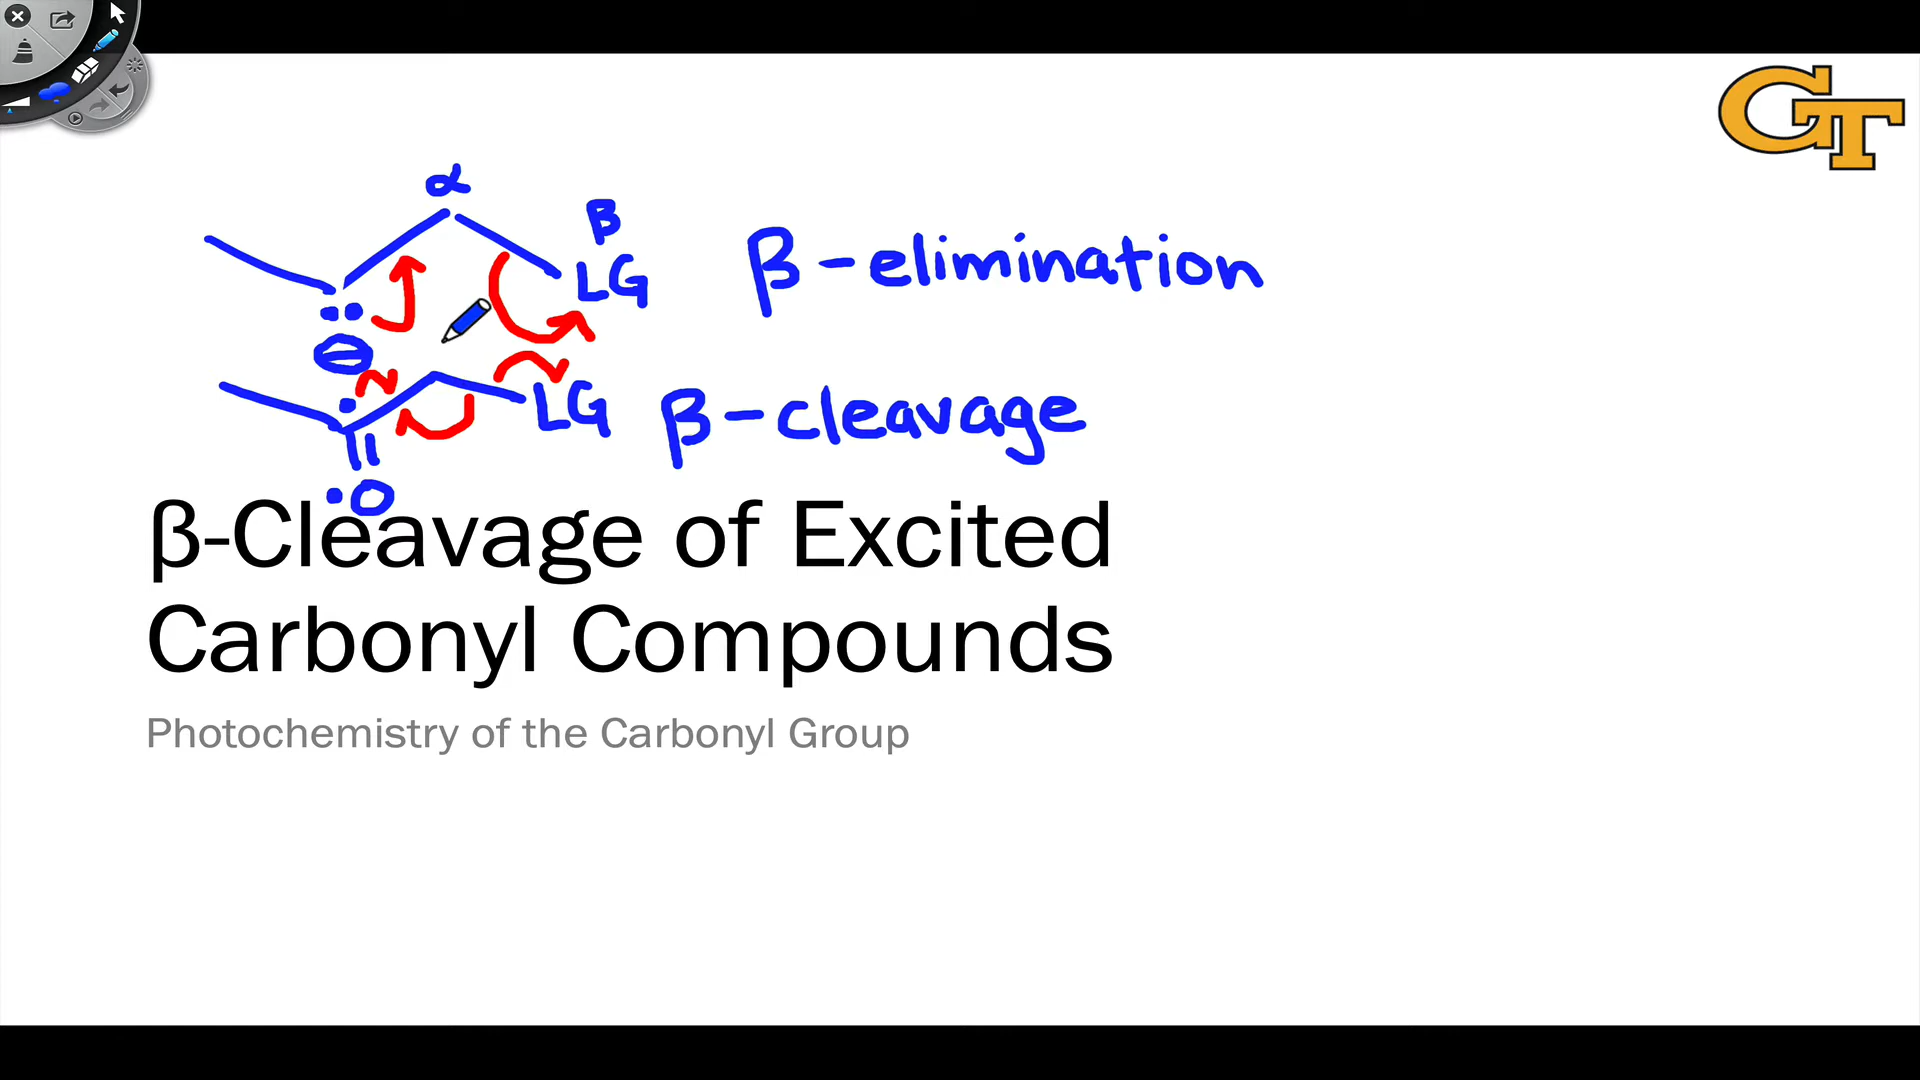 GT
α
β
LG
β-elimination
⊖
LG
β-cleavage
O
β-Cleavage of Excited
Carbonyl Compounds
Photochemistry of the Carbonyl Group